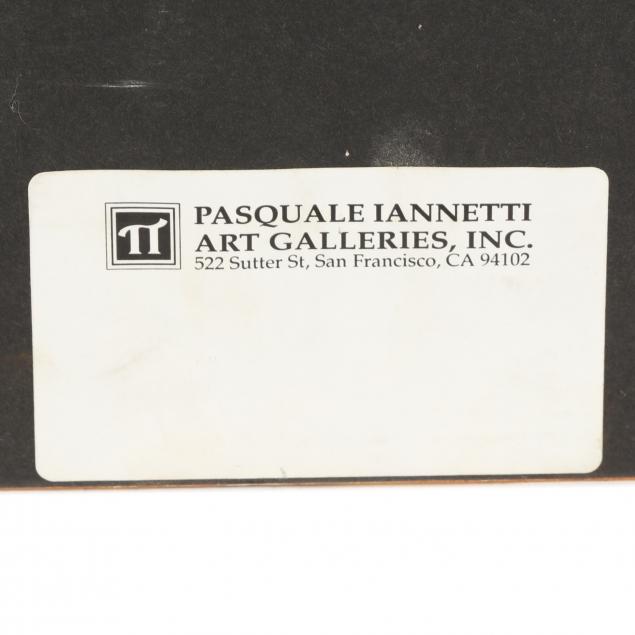 PASQUALE IANNETTI
ART GALLERIES, INC.
522 Sutter St, San Francisco, CA 94102